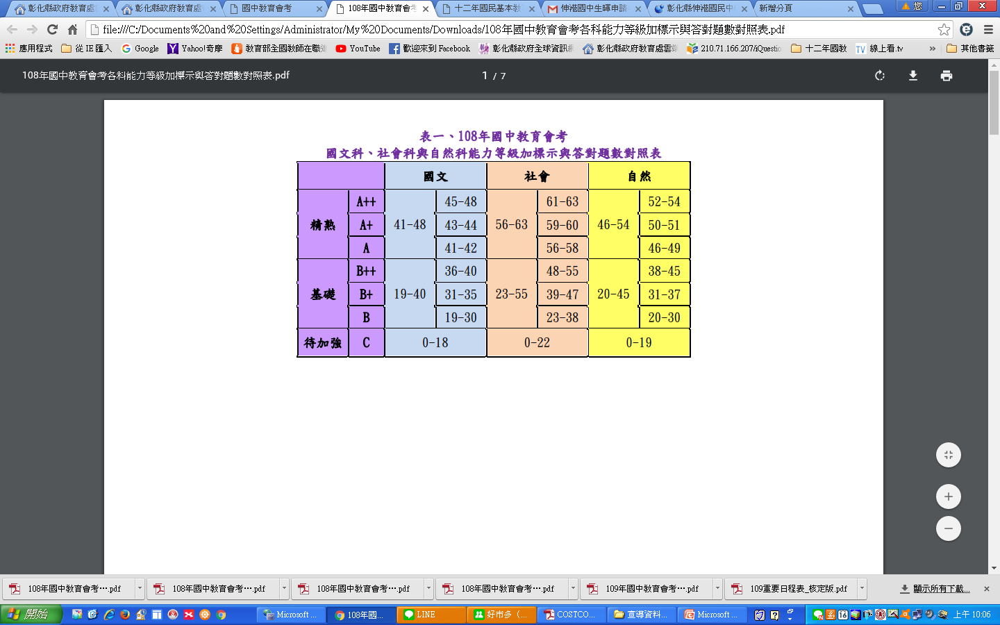 彰化縣政府教育處
彰化縣政府教育處
國中教育會考
108年國中教育會考
十二年國民基本教
伸港國中生暉申請
彰化縣伸港國民中
新增分頁
您
file:///C:/Documents%20and%20Settings/Administrator/My%20Documents/Downloads/108年國中教育會考各科能力等級加標示與答對題數對照表.pdf
應用程式 從 IE 匯入 Google Yahoo!奇摩 教育部全國教師在職進 YouTube 歡迎來到 Facebook 彰化縣政府全球資訊網 彰化縣政府教育處雲端 210.71.166.207/iQuestio 十二年國教 線上看.tv » 其他書籤
108年國中教育會考各科能力等級加標示與答對題數對照表.pdf 1 / 7
表一、108年國中教育會考
國文科、社會科與自然科能力等級加標示與答對題數對照表
國文 社會 自然
精熟 A++ 41-48 45-48 56-63 61-63 46-54 52-54
A+ 43-44 59-60 50-51
A 41-42 56-58 46-49
基礎 B++ 19-40 36-40 23-55 48-55 20-45 38-45
B+ 31-35 39-47 31-37
B 19-30 23-38 20-30
待加強 C 0-18 0-22 0-19
108年國中教育會考⋯.pdf 108年國中教育會考⋯.pdf 108年國中教育會考⋯.pdf 108年國中教育會考⋯.pdf 109年國中教育會考⋯.pdf 109重要日程表_核定版.pdf 顯示所有下載...
開始 Microsoft ... 108年國... LINE 好市多（... COSTCO... 宣導資料... Microsoft ... 16 上午 10:06